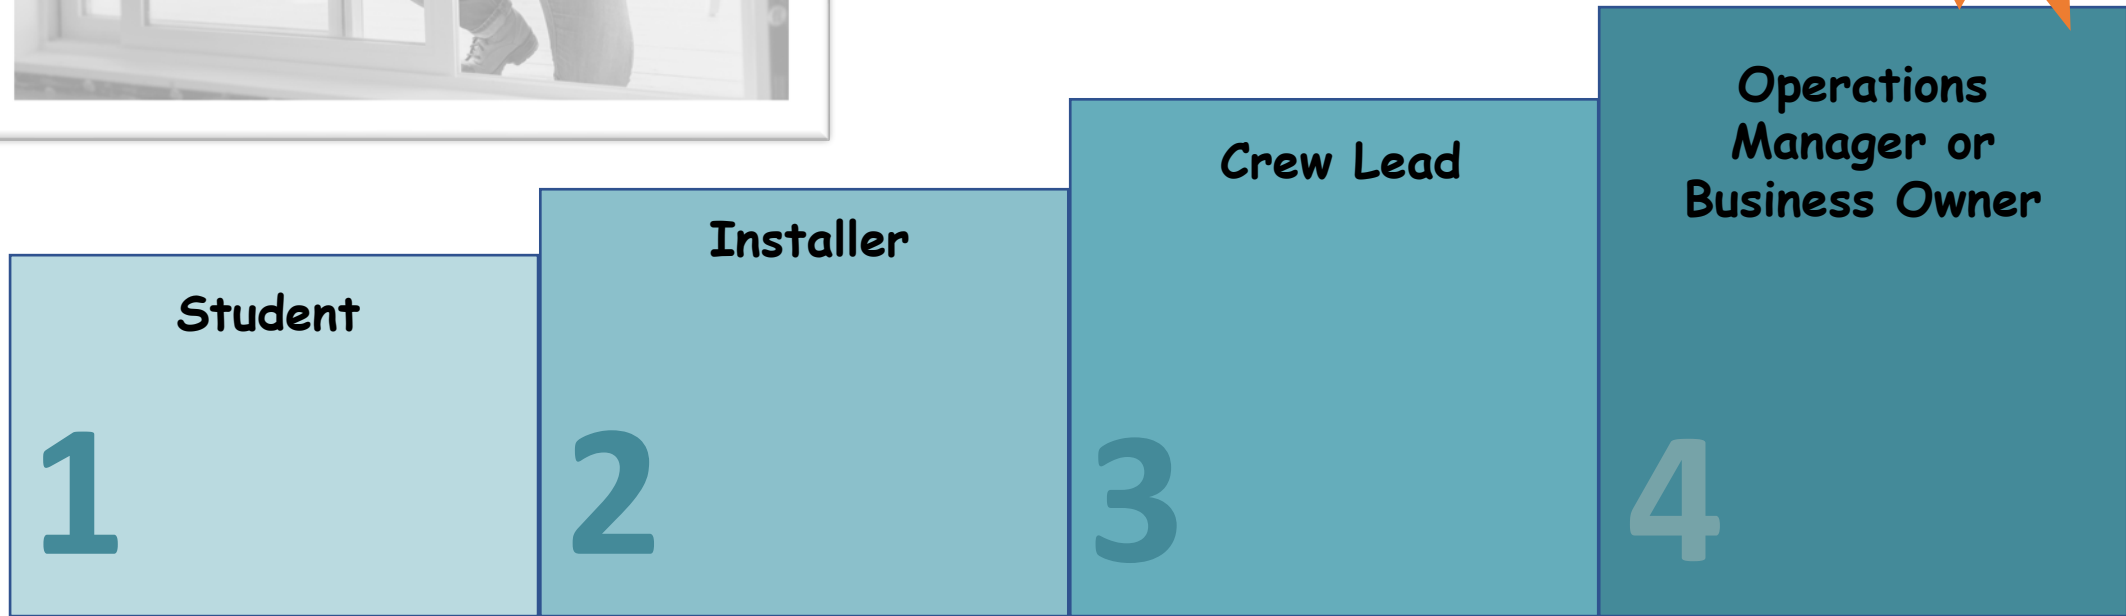 Student
1
Installer
2
Crew Lead
3
Operations
Manager or
Business Owner
4